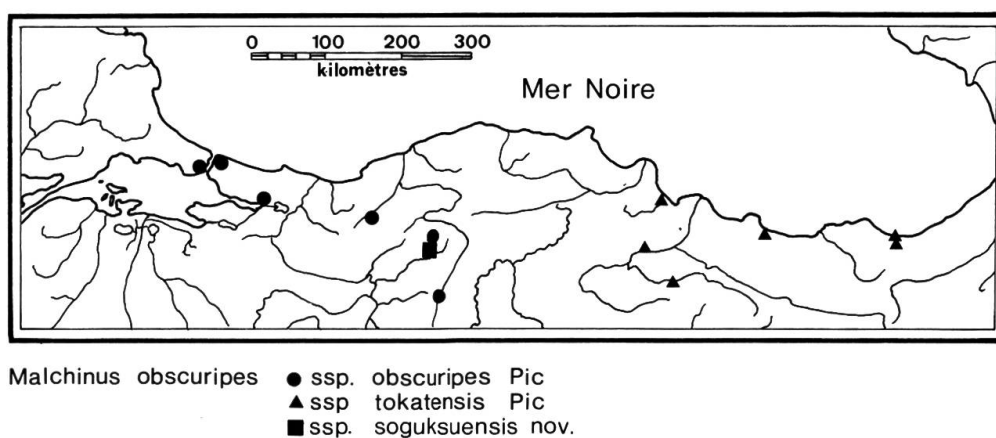 0 100 200 300
kilomètres
Mer Noire
Malchinus obscuripes ● ssp. obscuripes Pic
▲ ssp tokatensis Pic
■ ssp. soguksuensis nov.